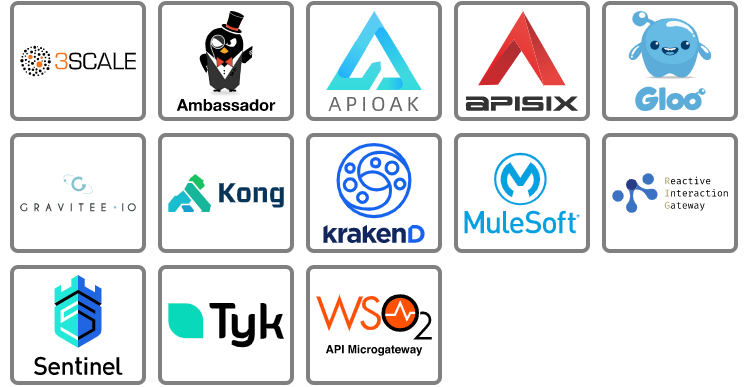 3SCALE
Ambassador
APIOAK
APISIX
Gloo
GRAVITEE.IO
Kong
KrakenD
MuleSoft®
Reactive
Interaction
Gateway
Sentinel
Tyk
WSO2
API Microgateway